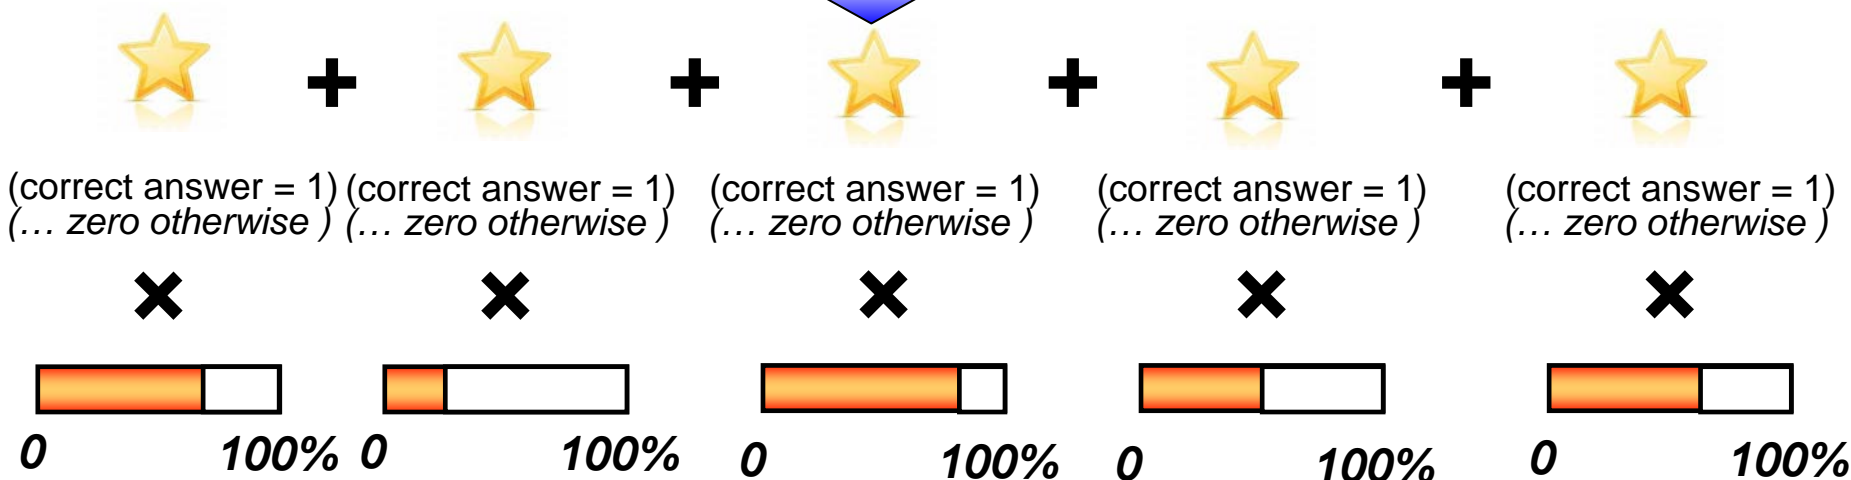 + + + +
(correct answer = 1) (correct answer = 1) (correct answer = 1) (correct answer = 1) (correct answer = 1)
(... zero otherwise ) (... zero otherwise ) (... zero otherwise ) (... zero otherwise ) (... zero otherwise )
× × × × ×
0 100% 0 100% 0 100% 0 100% 0 100%